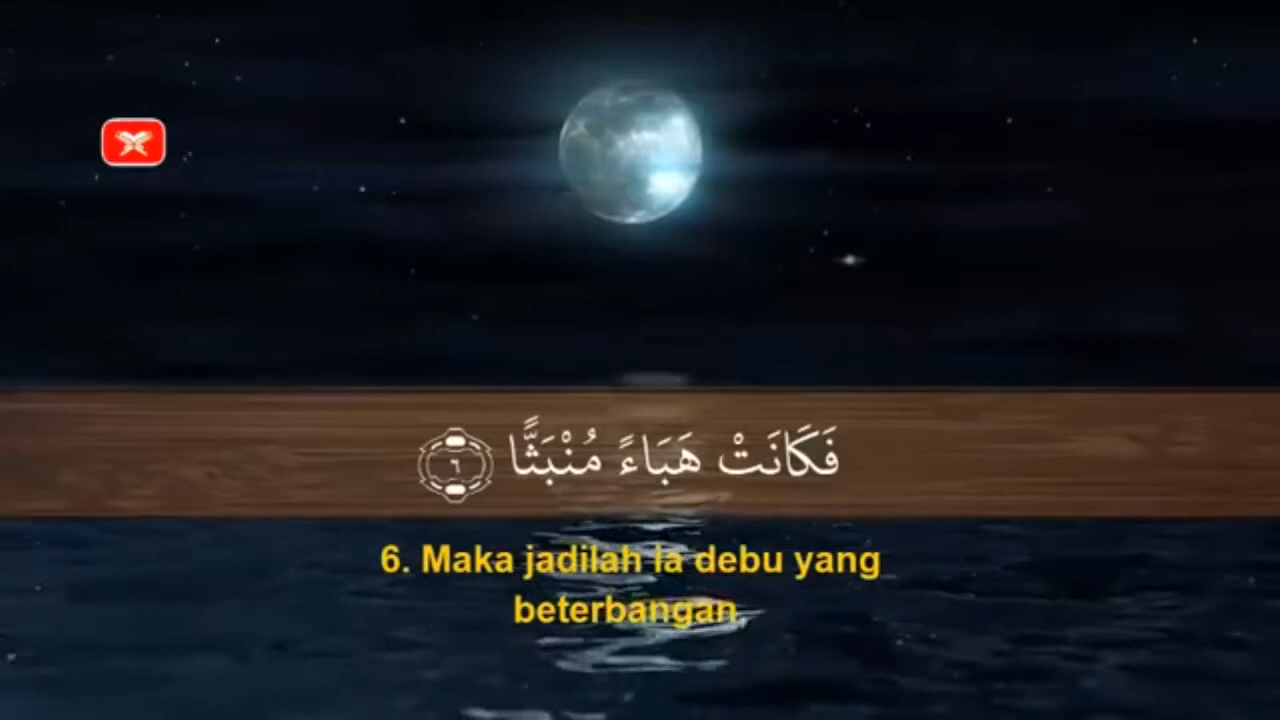 فَكَانَتْ هَبَاءً مُنْبَثًّا ٦
6. Maka jadilah ia debu yang
beterbangan,